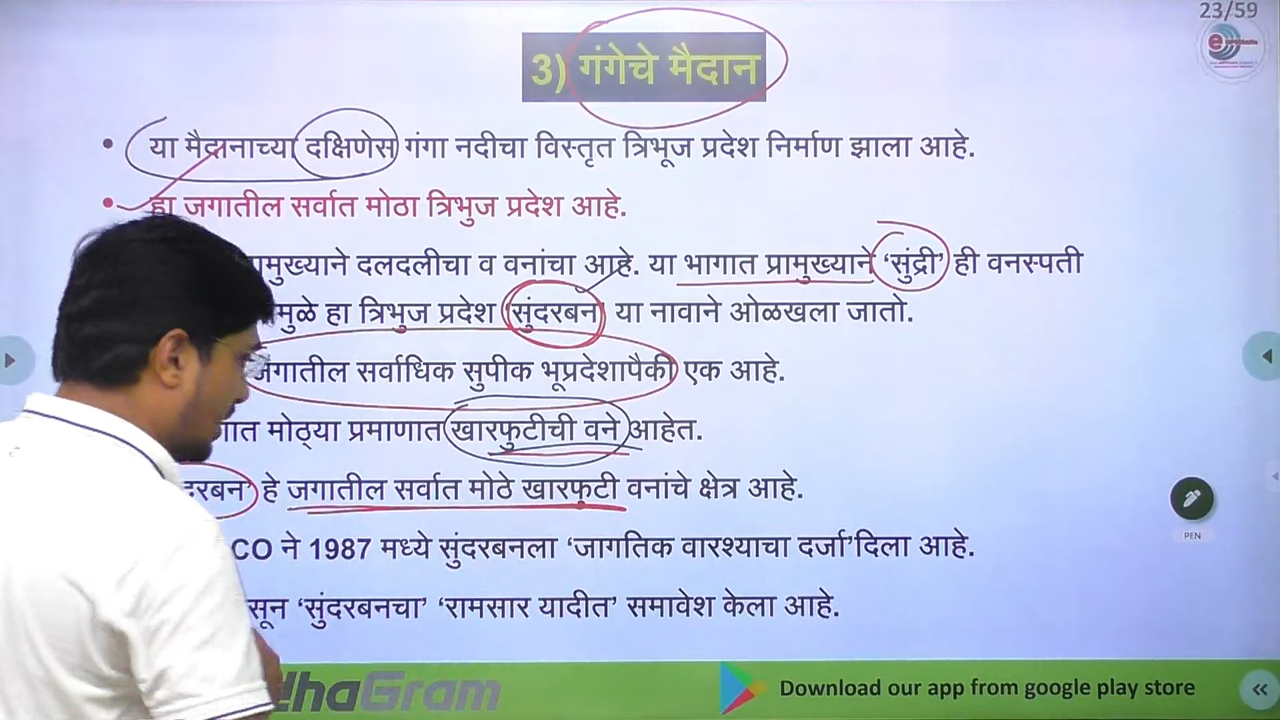 23/59
3) गंगेचे मैदान
• या मैदानाच्या दक्षिणेस गंगा नदीचा विस्तृत त्रिभूज प्रदेश निर्माण झाला आहे.
• हा जगातील सर्वात मोठा त्रिभुज प्रदेश आहे.
दलदलीचा व वनांचा आहे. या भागात प्रामुख्याने ‘सुंद्री’ ही वनस्पती
हा त्रिभुज प्रदेश ‘सुंदरबन’ या नावाने ओळखला जातो.
जगातील सर्वाधिक सुपीक भूप्रदेशापैकी एक आहे.
मोठ्या प्रमाणात खारफुटीची वने आहेत.
हे जगातील सर्वात मोठे खारफुटी वनांचे क्षेत्र आहे.
CO ने 1987 मध्ये सुंदरबनला ‘जागतिक वारश्याचा दर्जा’दिला आहे.
‘सुंदरबनचा’ ‘रामसार यादीत’ समावेश केला आहे.
PEN
dhaGram
Download our app from google play store